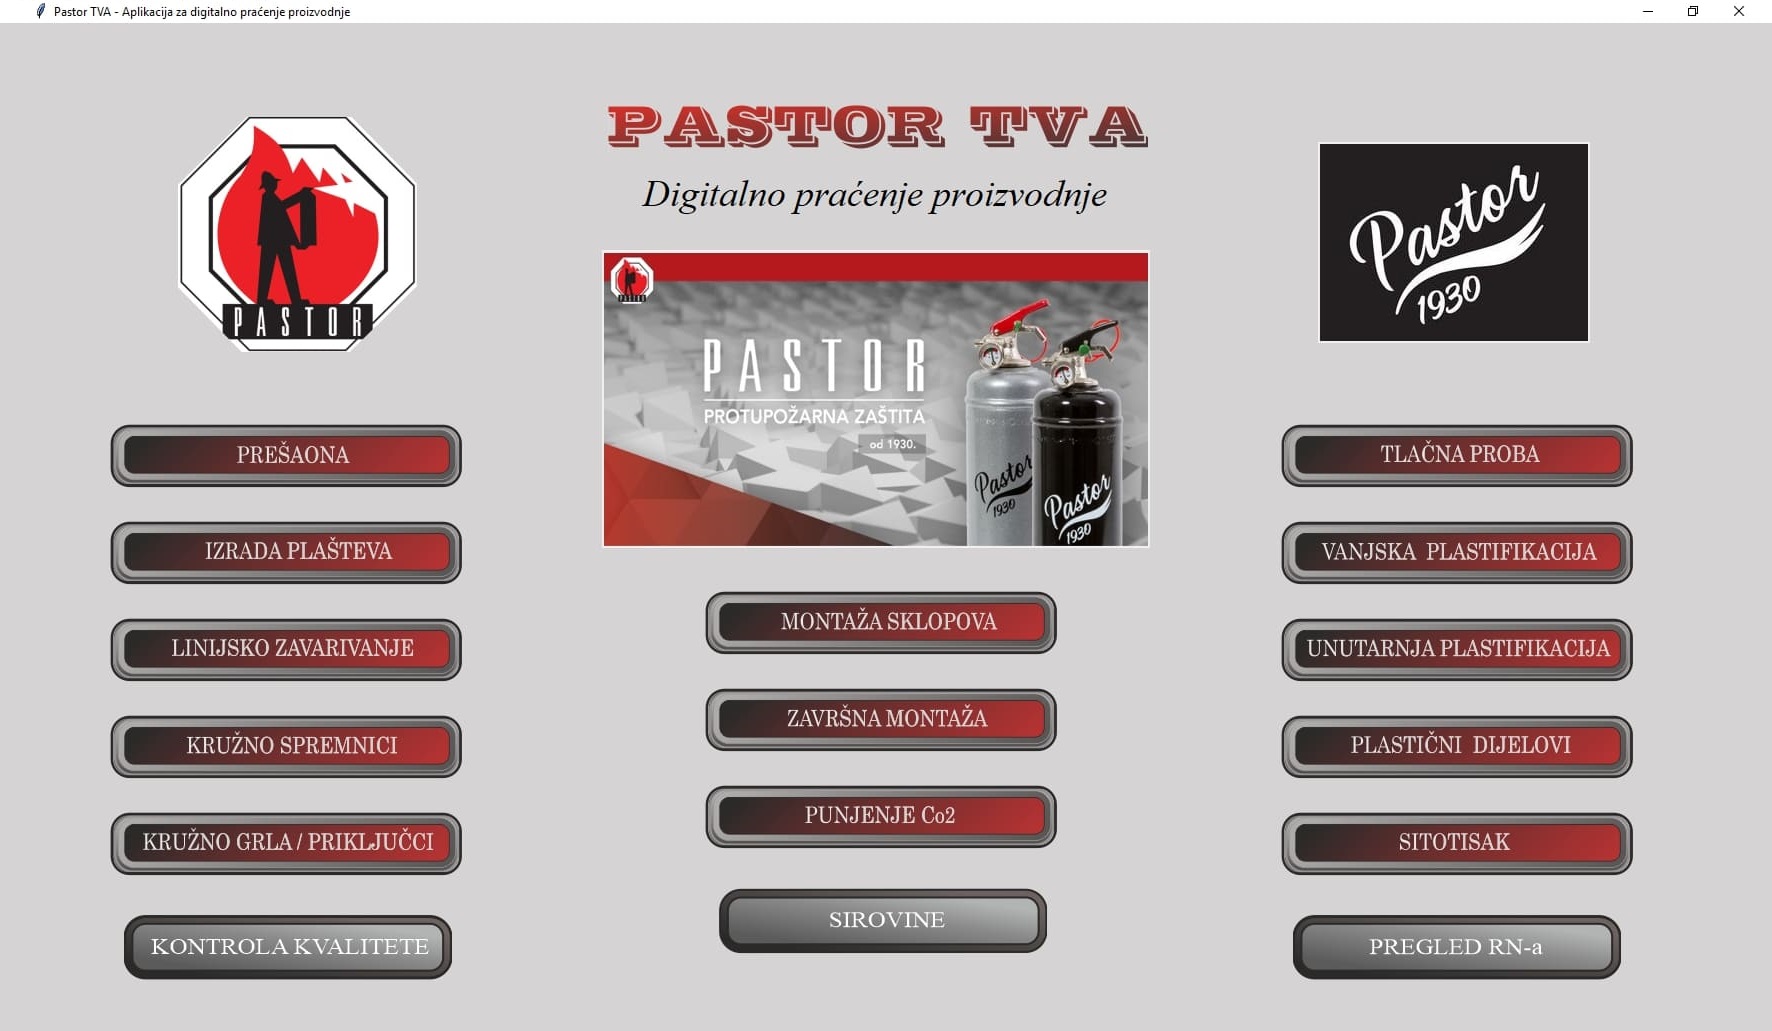 Pastor TVA - Aplikacija za digitalno praćenje proizvodnje
PASTOR TVA
Digitalno praćenje proizvodnje
PASTOR
Pastor
1930
PASTOR
PASTOR
PROTUPOŽARNA ZAŠTITA
od 1930.
Pastor
1930
Pastor
1930
PREŠAONA
IZRADA PLAŠTEVA
LINIJSKO ZAVARIVANJE
KRUŽNO SPREMNICI
KRUŽNO GRLA / PRIKLJUČCI
KONTROLA KVALITETE
MONTAŽA SKLOPOVA
ZAVRŠNA MONTAŽA
PUNJENJE Co2
SIROVINE
TLAČNA PROBA
VANJSKA PLASTIFIKACIJA
UNUTARNJA PLASTIFIKACIJA
PLASTIČNI DIJELOVI
SITOTISAK
PREGLED RN-a